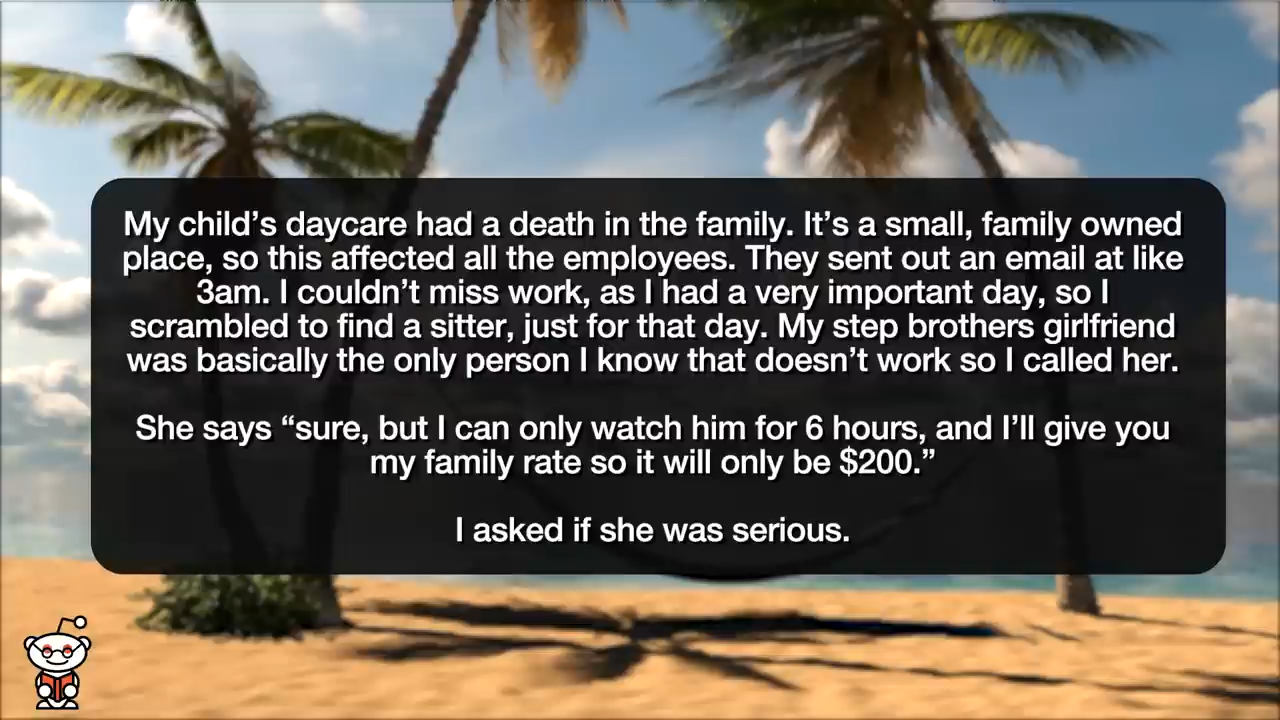 My child’s daycare had a death in the family. It’s a small, family owned
place, so this affected all the employees. They sent out an email at like
3am. I couldn’t miss work, as I had a very important day, so I
scrambled to find a sitter, just for that day. My step brothers girlfriend
was basically the only person I know that doesn’t work so I called her.
She says “sure, but I can only watch him for 6 hours, and I’ll give you
my family rate so it will only be $200.”
I asked if she was serious.